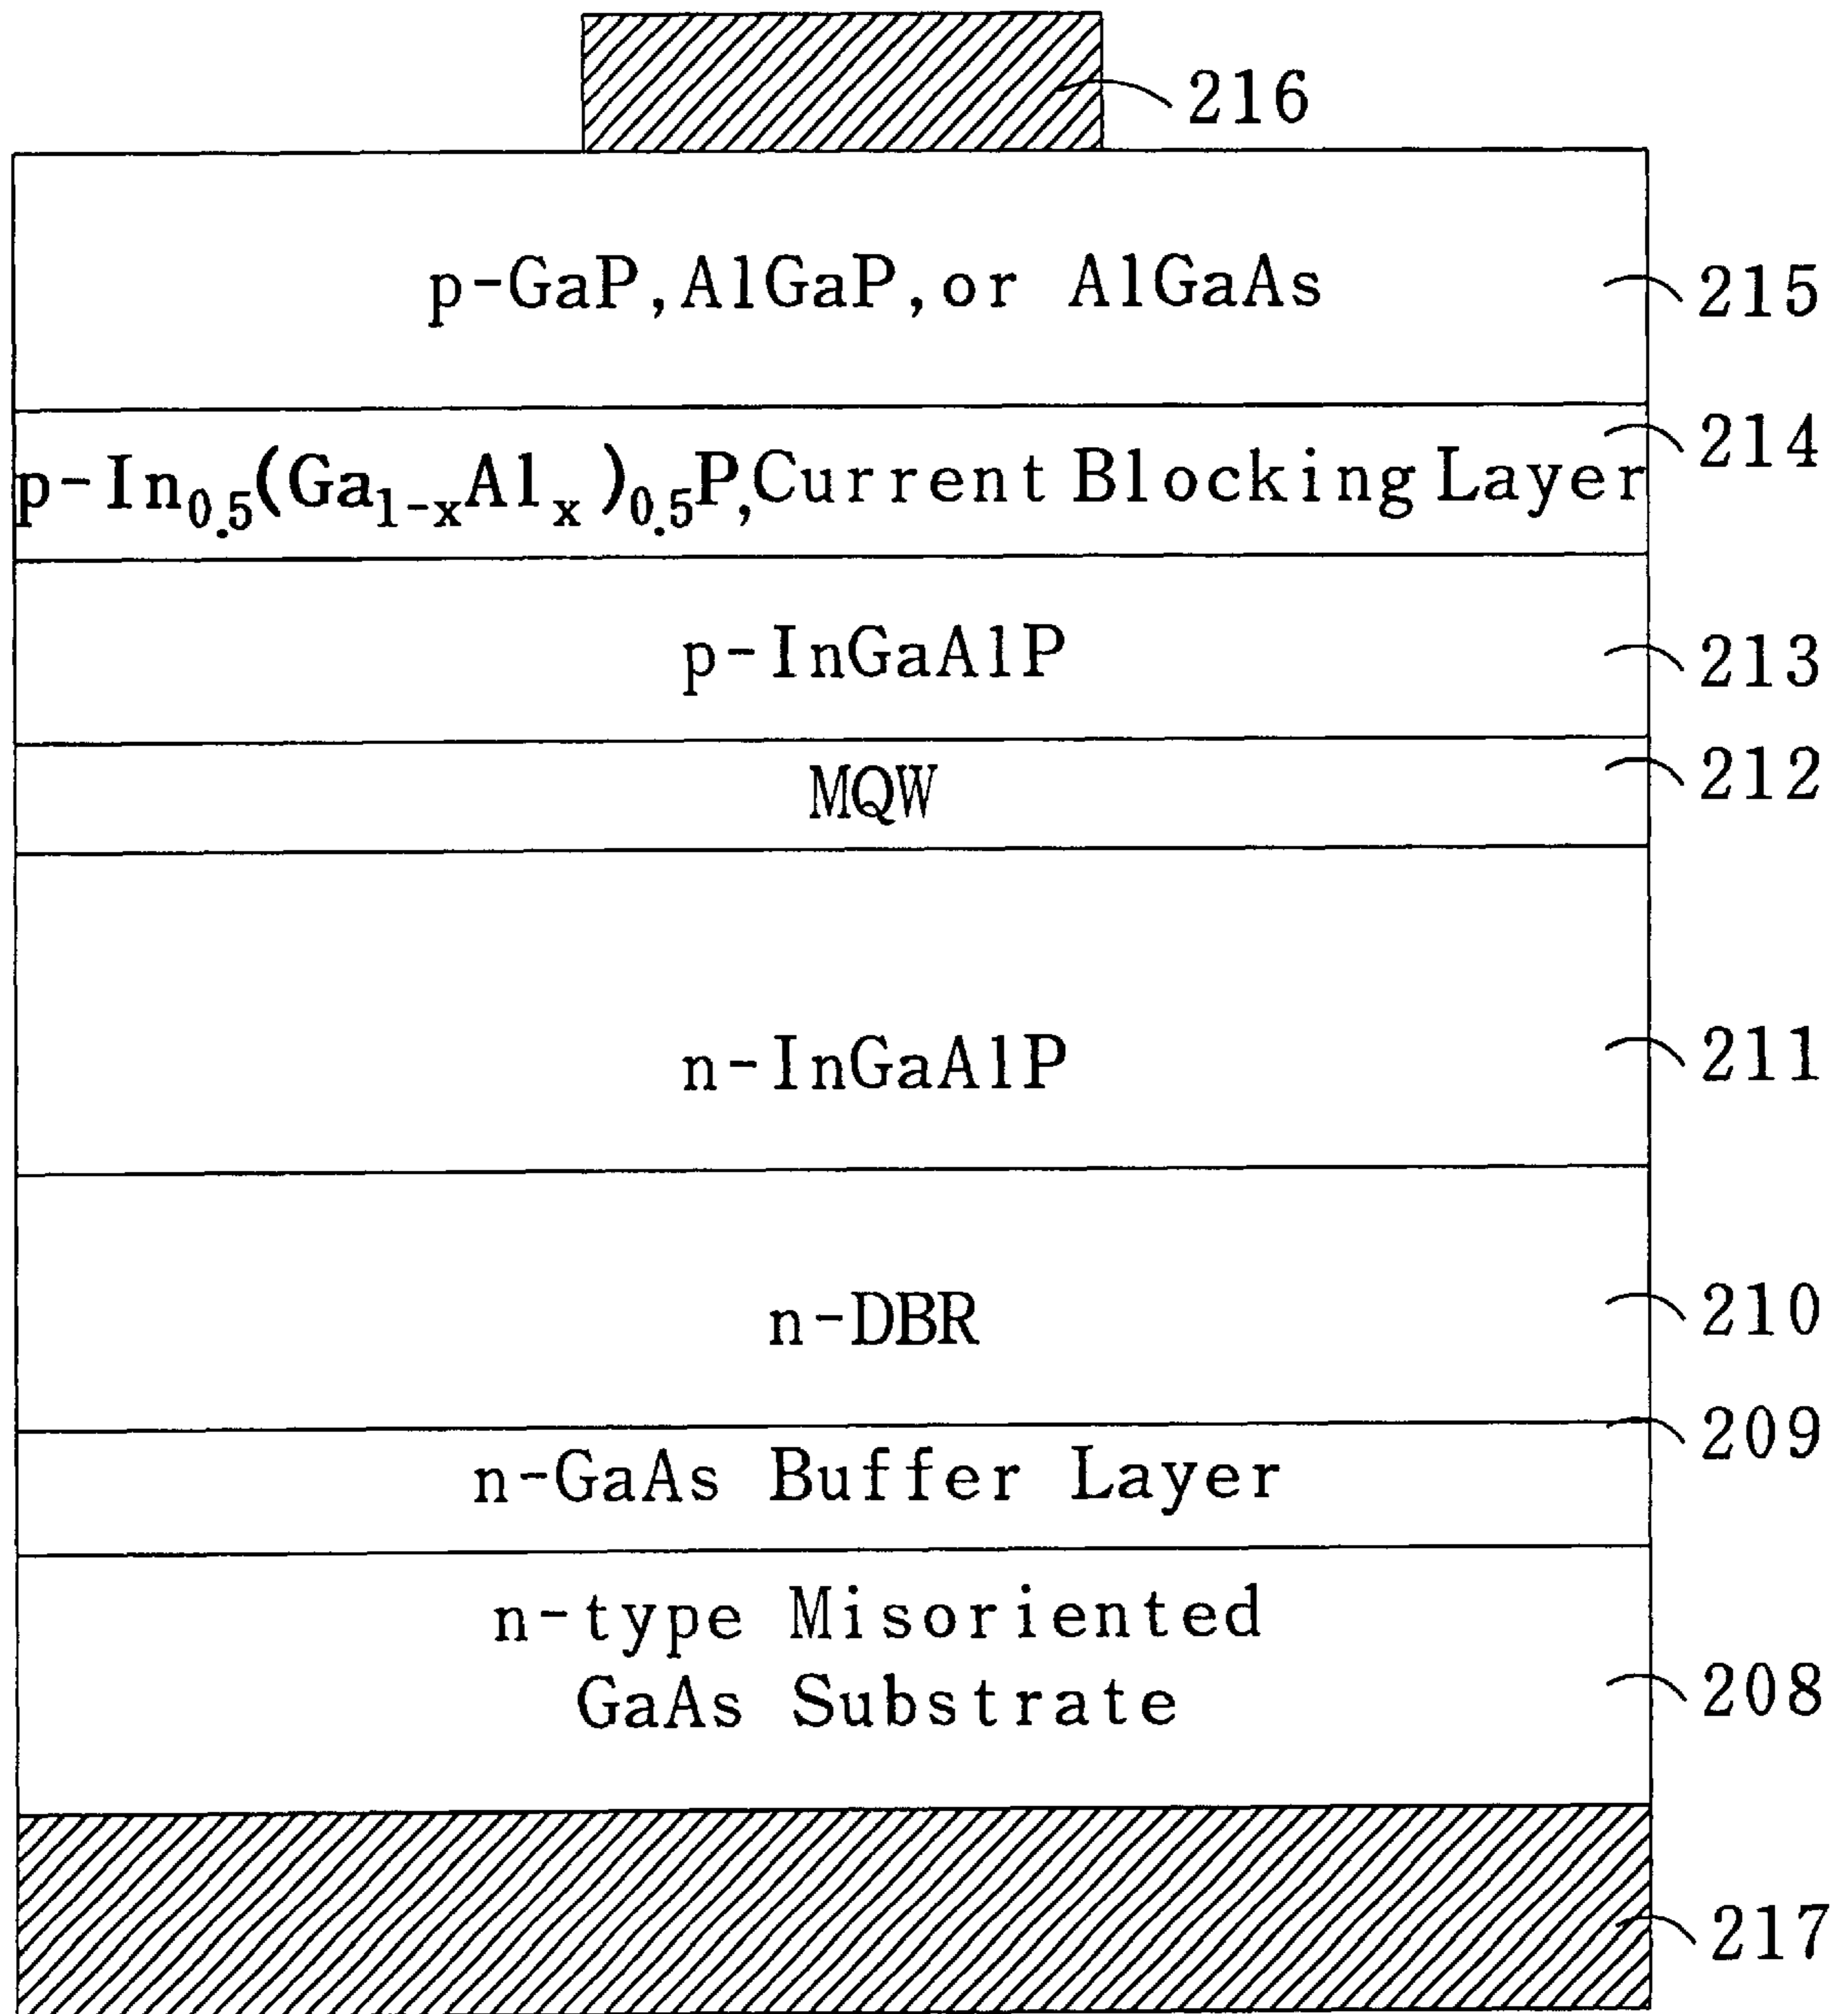 216
p-GaP, AlGaP, or AlGaAs
215
214
p-In₀.₅(Ga₁₋ₓAlₓ)₀.₅P, Current Blocking Layer
p-InGaAlP
213
212
MQW
n-InGaAlP
211
n-DBR
210
209
n-GaAs Buffer Layer
n-type Misoriented
GaAs Substrate
208
217